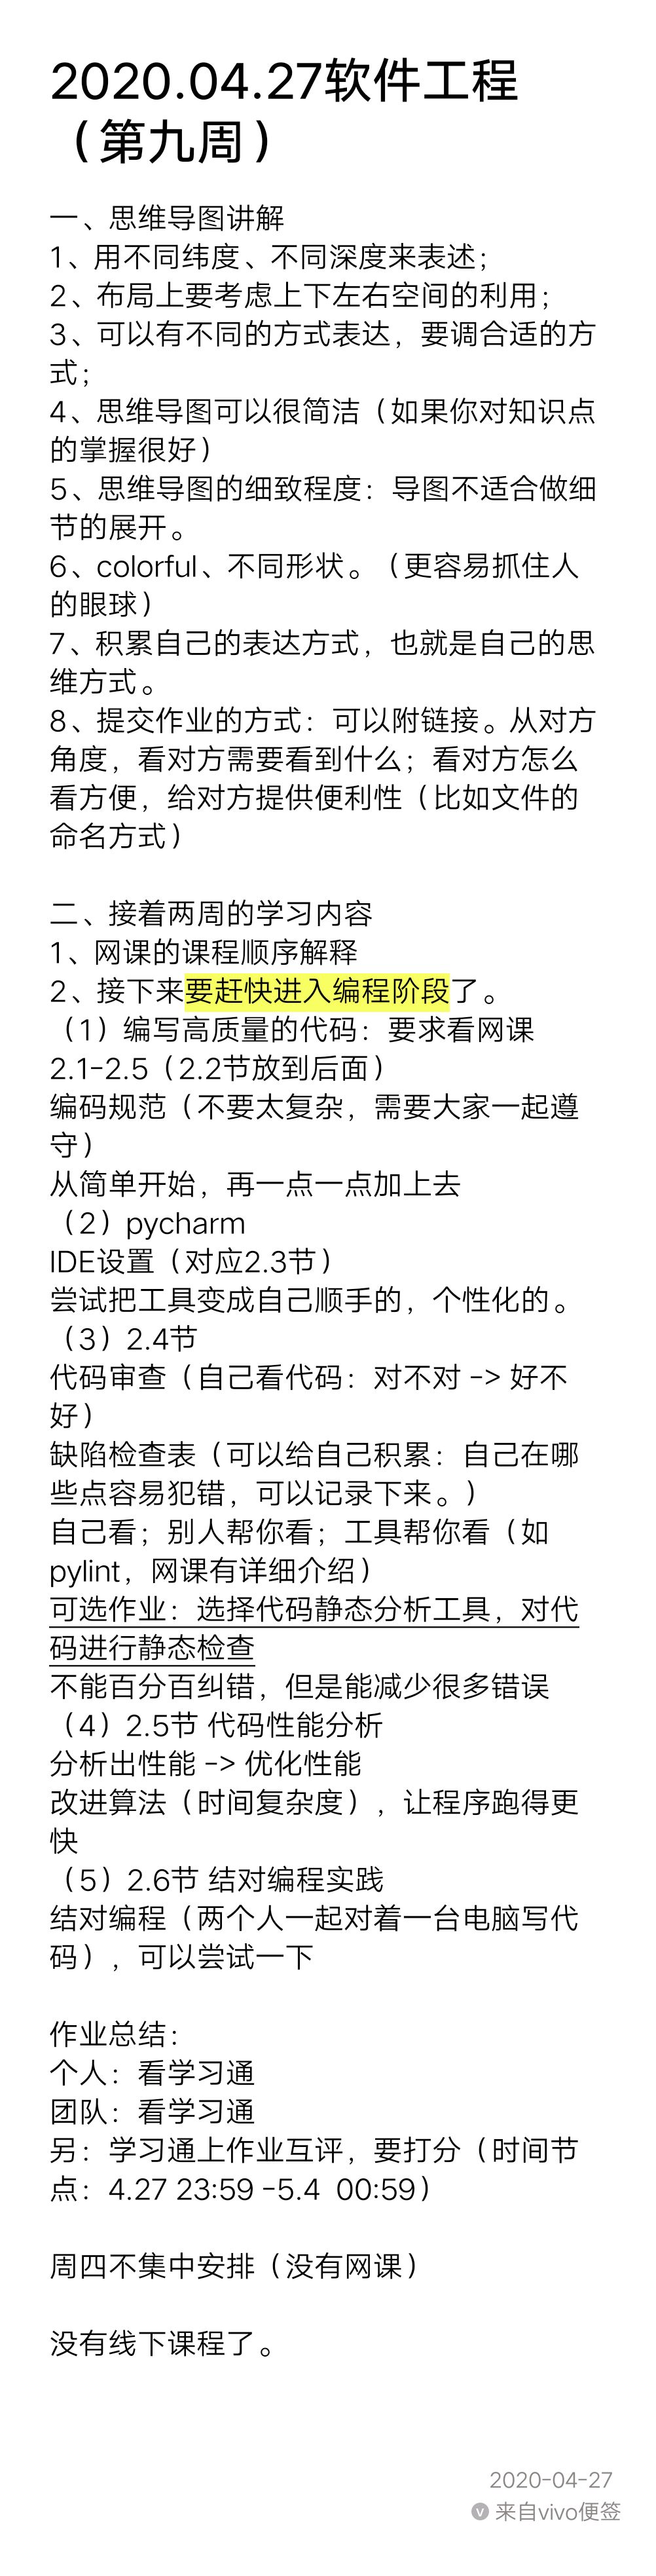 2020.04.27软件工程
（第九周）
一、思维导图讲解
1、用不同纬度、不同深度来表述；
2、布局上要考虑上下左右空间的利用；
3、可以有不同的方式表达，要调合适的方
式；
4、思维导图可以很简洁（如果你对知识点
的掌握很好）
5、思维导图的细致程度：导图不适合做细
节的展开。
6、colorful、不同形状。（更容易抓住人
的眼球）
7、积累自己的表达方式，也就是自己的思
维方式。
8、提交作业的方式：可以附链接。从对方
角度，看对方需要看到什么；看对方怎么
看方便，给对方提供便利性（比如文件的
命名方式）
二、接着两周的学习内容
1、网课的课程顺序解释
2、接下来要赶快进入编程阶段了。
（1）编写高质量的代码：要求看网课
2.1-2.5（2.2节放到后面）
编码规范（不要太复杂，需要大家一起遵
守）
从简单开始，再一点一点加上去
（2）pycharm
IDE设置（对应2.3节）
尝试把工具变成自己顺手的，个性化的。
（3）2.4节
代码审查（自己看代码：对不对 -> 好不
好）
缺陷检查表（可以给自己积累：自己在哪
些点容易犯错，可以记录下来。）
自己看；别人帮你看；工具帮你看（如
pylint，网课有详细介绍）
可选作业：选择代码静态分析工具，对代
码进行静态检查
不能百分百纠错，但是能减少很多错误
（4）2.5节 代码性能分析
分析出性能 -> 优化性能
改进算法（时间复杂度），让程序跑得更
快
（5）2.6节 结对编程实践
结对编程（两个人一起对着一台电脑写代
码），可以尝试一下
作业总结：
个人：看学习通
团队：看学习通
另：学习通上作业互评，要打分（时间节
点：4.27 23:59 -5.4  00:59）
周四不集中安排（没有网课）
没有线下课程了。
2020-04-27
v 来自vivo便签